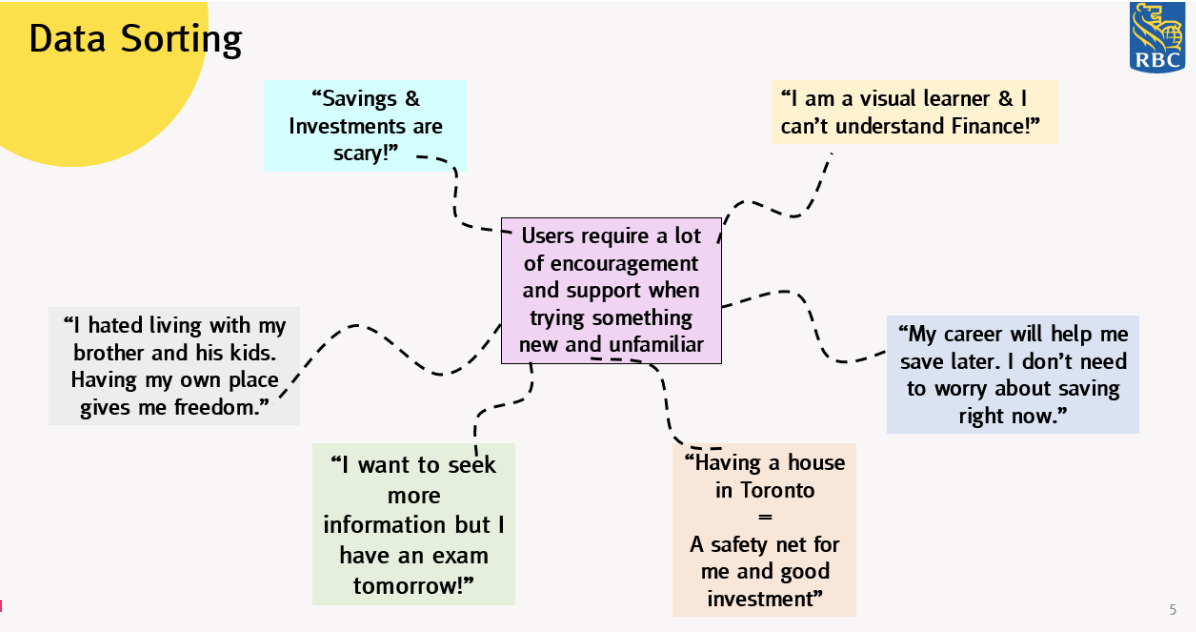 Data Sorting
RBC
“Savings &
Investments are
scary!”
“I am a visual learner & I
can’t understand Finance!”
Users require a lot
of encouragement
and support when
trying something
new and unfamiliar
“I hated living with my
brother and his kids.
Having my own place
gives me freedom.”
“My career will help me
save later. I don’t need
to worry about saving
right now.”
“I want to seek
more
information but I
have an exam
tomorrow!”
“Having a house
in Toronto
=
A safety net for
me and good
investment”
5